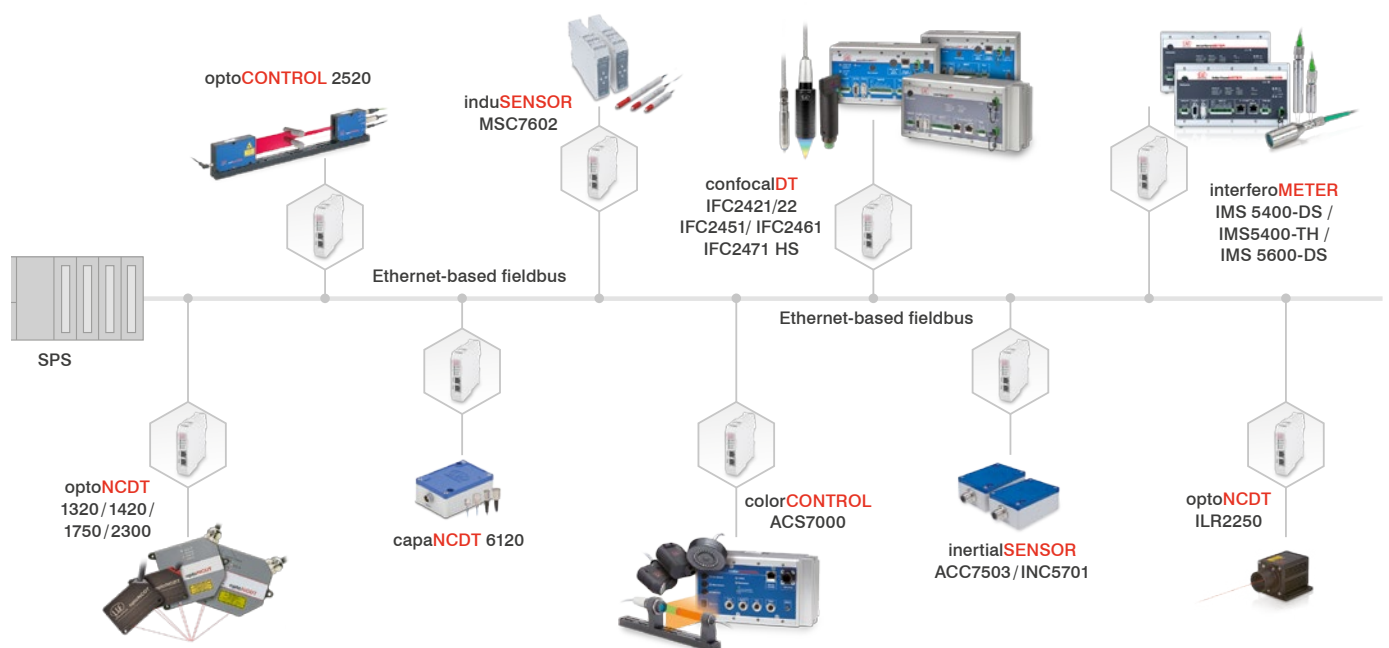 optoCONTROL 2520
induSENSOR
MSC7602
confocalDT
IFC2421/22
IFC2451/ IFC2461
IFC2471 HS
interferoMETER
IMS 5400-DS /
IMS5400-TH /
IMS 5600-DS
Ethernet-based fieldbus
Ethernet-based fieldbus
SPS
optoNCDT
1320/1420/
1750/2300
capaNCDT 6120
colorCONTROL
ACS7000
inertialSENSOR
ACC7503/INC5701
optoNCDT
ILR2250